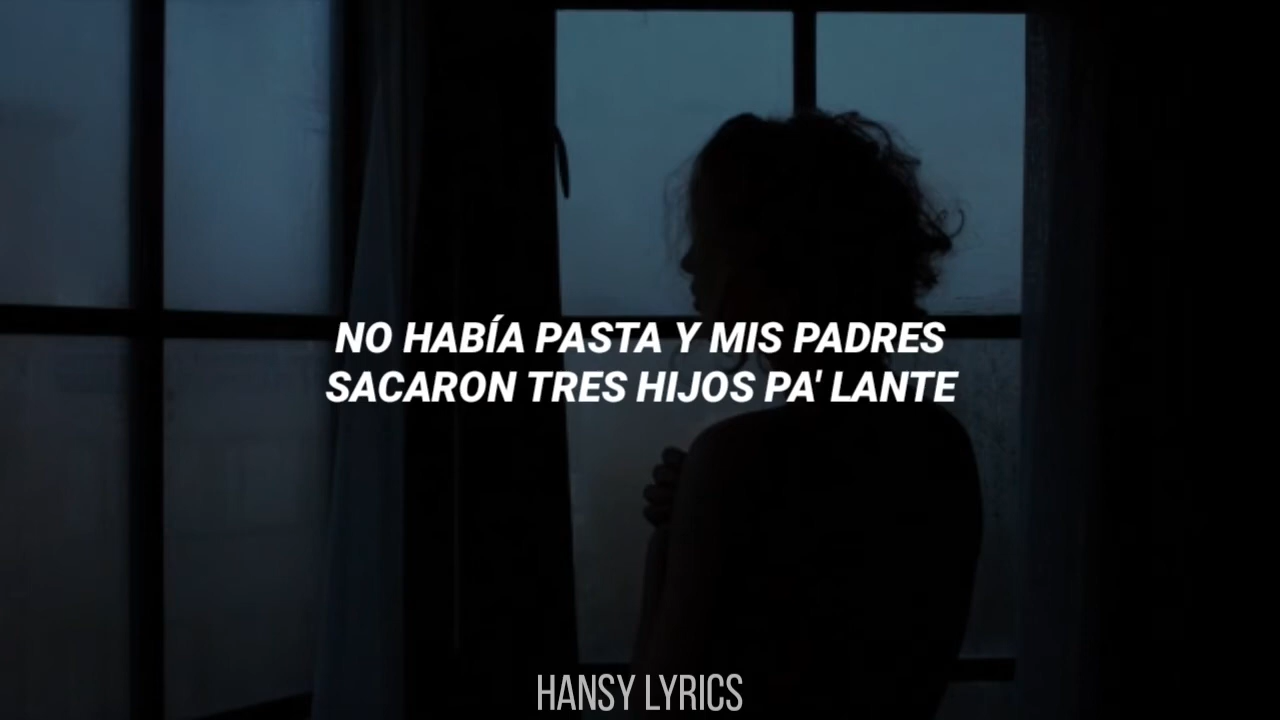 NO HABÍA PASTA Y MIS PADRES
SACARON TRES HIJOS PA' LANTE
HANSY LYRICS